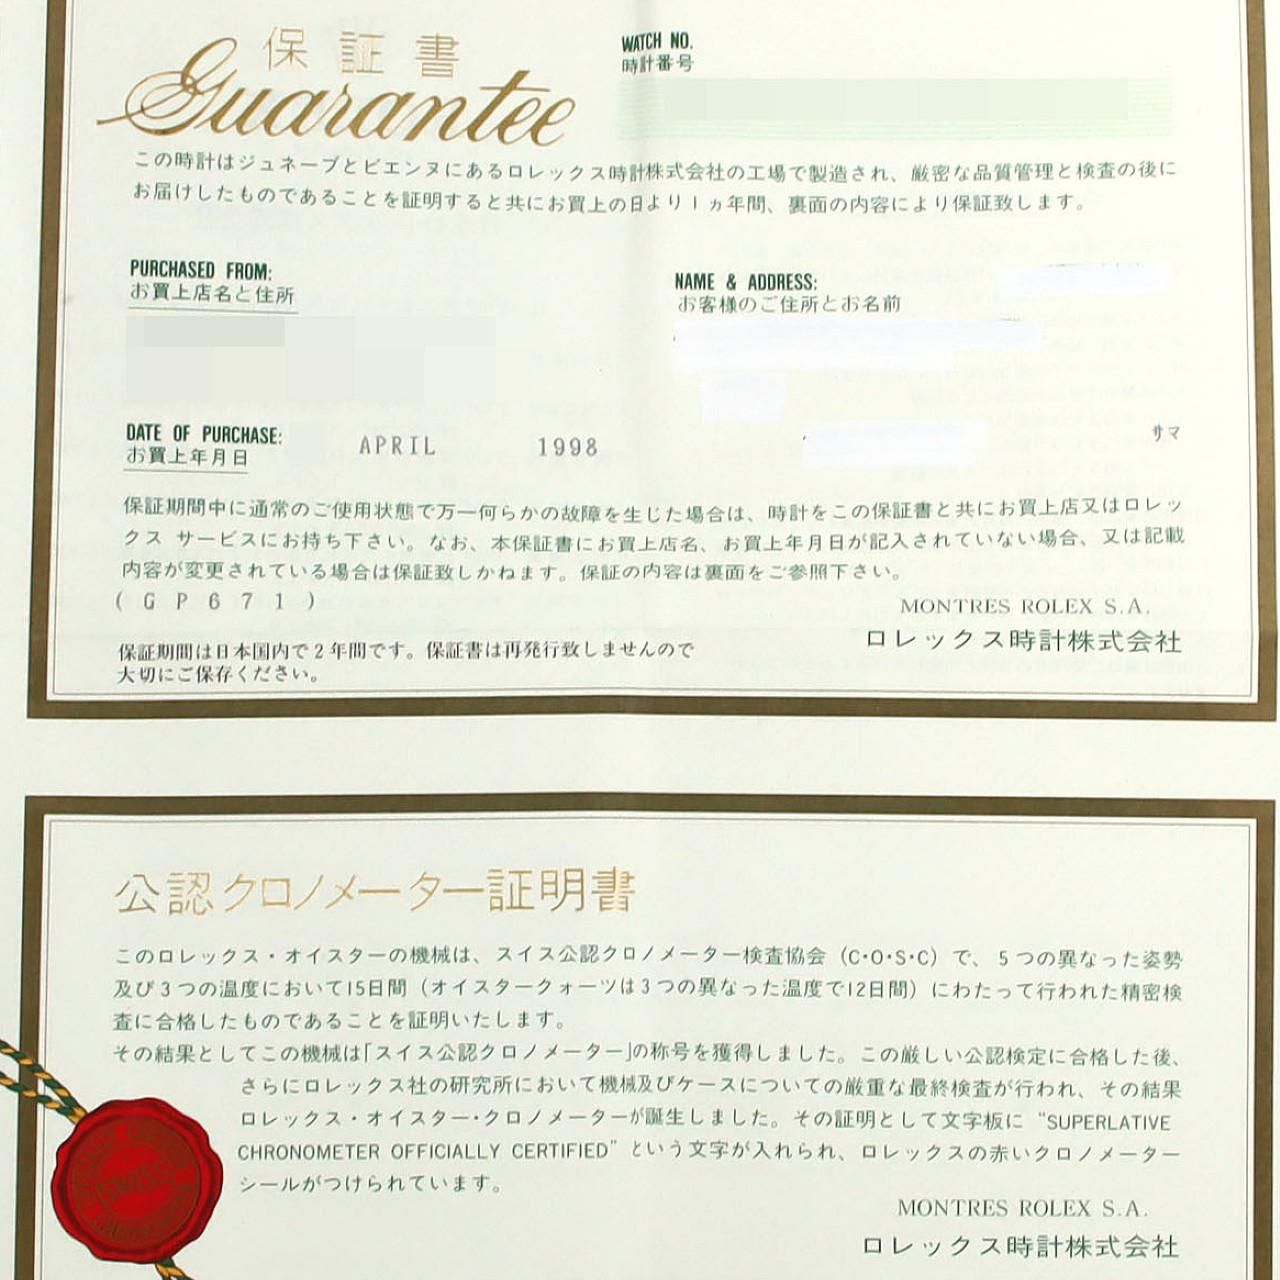 保証書
Guarantee
WATCH NO.
時計番号
この時計はジュネーブとビエンヌにあるロレックス時計株式会社の工場で製造され、厳密な品質管理と検査の後に
お届けしたものであることを証明すると共にお買上の日より1ヵ年間、裏面の内容により保証致します。
PURCHASED FROM:
お買上店名と住所
NAME & ADDRESS:
お客様のご住所とお名前
DATE OF PURCHASE:
お買上年月日
APRIL 1998
サマ
保証期間中に通常のご使用状態で万一何らかの故障を生じた場合は、時計をこの保証書と共にお買上店又はロレッ
クス サービスにお持ち下さい。なお、本保証書にお買上店名、お買上年月日が記入されていない場合、又は記載
内容が変更されている場合は保証致しかねます。保証の内容は裏面をご参照下さい。
(GP671)
MONTRES ROLEX S.A.
ロレックス時計株式会社
保証期間は日本国内で2年間です。保証書は再発行致しませんので
大切にご保存ください。
公認クロノメーター証明書
このロレックス・オイスターの機械は、スイス公認クロノメーター検査協会(C・O・S・C)で、5つの異なった姿勢
及び3つの温度において15日間(オイスタークォーツは3つの異なった温度で12日間)にわたって行われた精密検
査に合格したものであることを証明いたします。
その結果としてこの機械は「スイス公認クロノメーター」の称号を獲得しました。この厳しい公認検定に合格した後、
さらにロレックス社の研究所において機械及びケースについての厳重な最終検査が行われ、その結果
ロレックス・オイスター・クロノメーターが誕生しました。その証明として文字板に “SUPERLATIVE
CHRONOMETER OFFICIALLY CERTIFIED” という文字が入れられ、ロレックスの赤いクロノメーター
シールがつけられています。
MONTRES ROLEX S.A.
ロレックス時計株式会社
SWISS